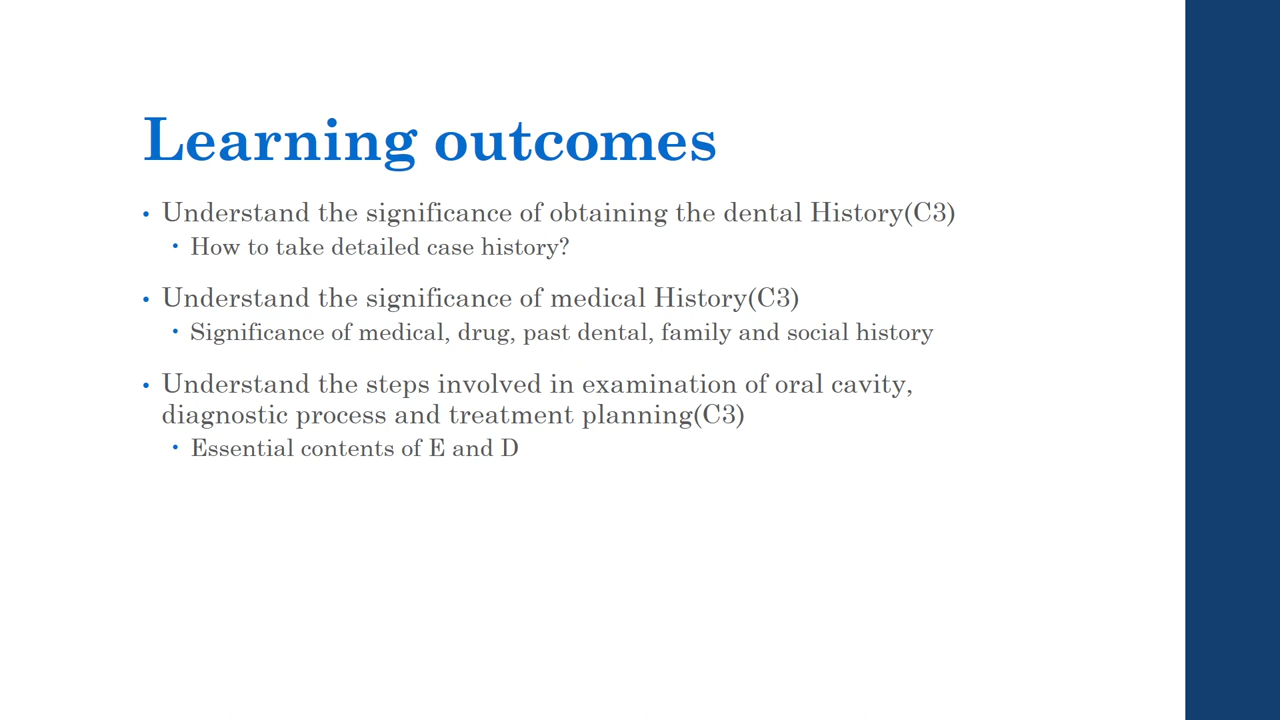 Learning outcomes
• Understand the significance of obtaining the dental History(C3)
• How to take detailed case history?
• Understand the significance of medical History(C3)
• Significance of medical, drug, past dental, family and social history
• Understand the steps involved in examination of oral cavity,
diagnostic process and treatment planning(C3)
• Essential contents of E and D